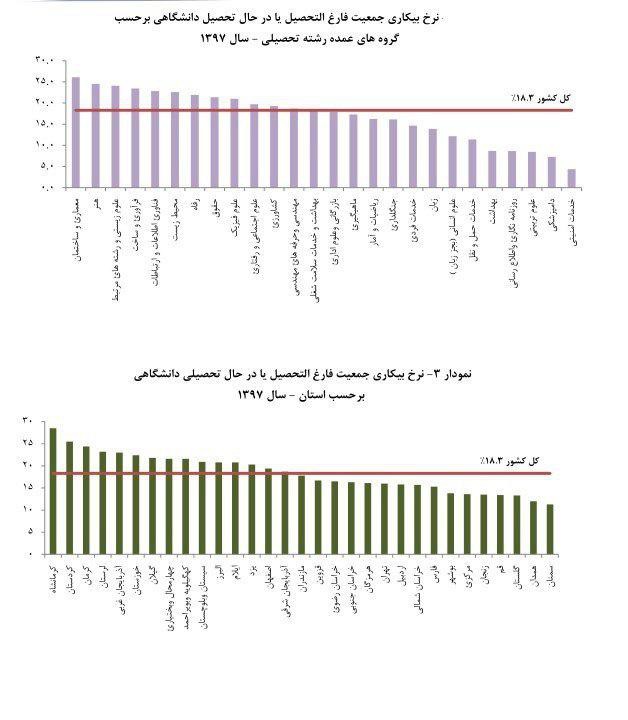 نرخ بیکاری جمعیت فارغ التحصیل یا در حال تحصیل دانشگاهی برحسب
گروه های عمده رشته تحصیلی - سال ۱۳۹۷
۳۰.۰
۲۵.۰
۲۰.۰
۱۵.۰
۱۰.۰
۵.۰
۰.۰
کل کشور ۱۸.۳٪
معماری و ساختمان
هنر
علوم زیستی و رشته های مرتبط
فرآوری و ساخت
فناوری اطلاعات و ارتباطات
محیط زیست
رفاه
حقوق
علوم فیزیک
علوم اجتماعی و رفتاری
کشاورزی
مهندسی وحرفه های مهندسی
بهداشت و خدمات سلامت شغلی
بازرگانی وعلوم اداری
ماهیگیری
ریاضیات و آمار
جنگلداری
خدمات فردی
زبان
علوم انسانی (بجز زبان )
خدمات حمل و نقل
بهداشت
روزنامه نگاری واطلاع رسانی
علوم تربیتی
دامپزشکی
خدمات امنیتی
نمودار ۳- نرخ بیکاری جمعیت فارغ التحصیل یا در حال تحصیلی دانشگاهی
برحسب استان - سال ۱۳۹۷
۳۰
۲۵
۲۰
۱۵
۱۰
۵
۰
کل کشور ۱۸.۳٪
کرمانشاه
کردستان
کرمان
لرستان
آذربایجان غربی
خوزستان
گیلان
چهارمحال وبختیاری
کهگیلویه وبویراحمد
سیستان وبلوچستان
البرز
ایلام
یزد
اصفهان
آذربایجان شرقی
مازندران
قزوین
خراسان رضوی
خراسان جنوبی
هرمزگان
تهران
اردبیل
خراسان شمالی
فارس
بوشهر
مرکزی
زنجان
قم
گلستان
همدان
سمنان